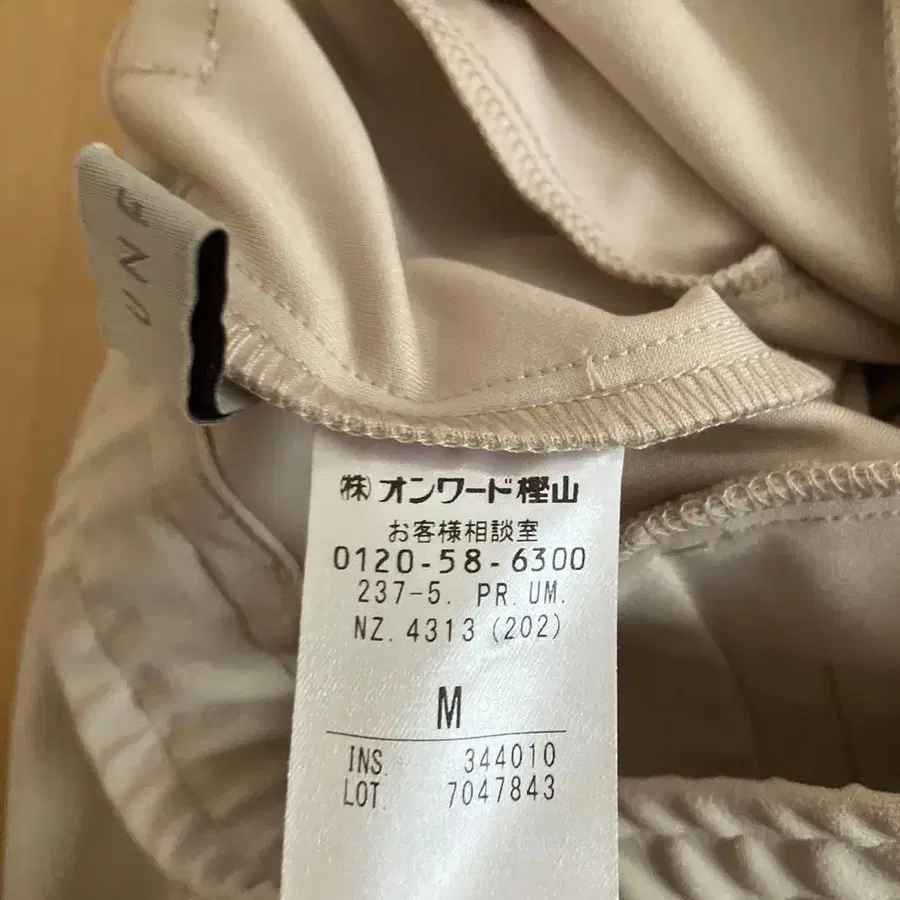 UNF
(株)オンワード樫山
お客様相談室
0120-58-6300
237-5. PR. UM.
NZ. 4313 (202)
M
INS. 344010
LOT. 7047843